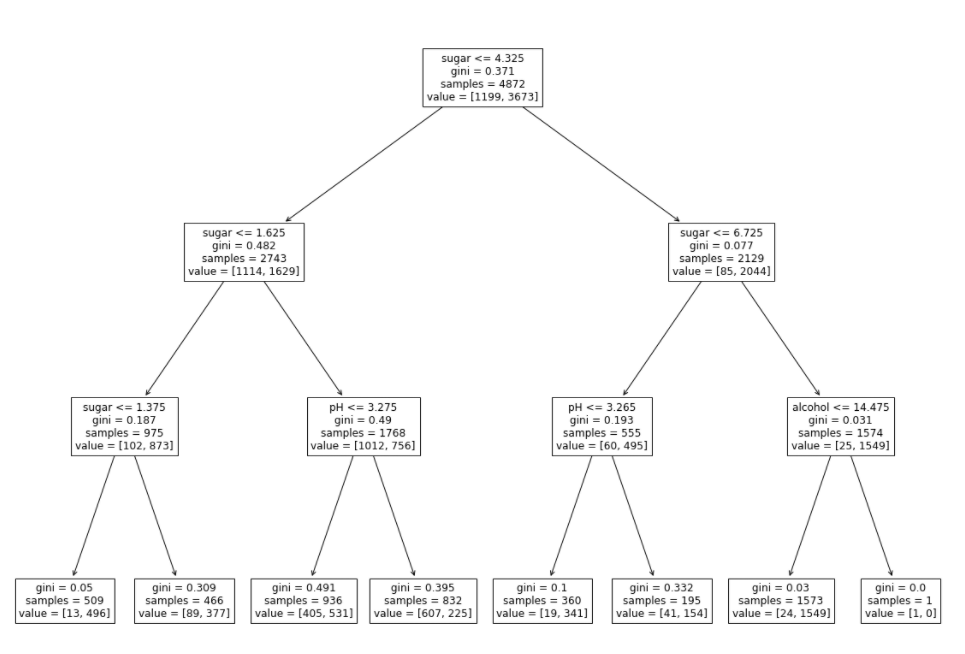 sugar <= 4.325
gini = 0.371
samples = 4872
value = [1199, 3673]
sugar <= 1.625
gini = 0.482
samples = 2743
value = [1114, 1629]
sugar <= 6.725
gini = 0.077
samples = 2129
value = [85, 2044]
sugar <= 1.375
gini = 0.187
samples = 975
value = [102, 873]
pH <= 3.275
gini = 0.49
samples = 1768
value = [1012, 756]
pH <= 3.265
gini = 0.193
samples = 555
value = [60, 495]
alcohol <= 14.475
gini = 0.031
samples = 1574
value = [25, 1549]
gini = 0.05
samples = 509
value = [13, 496]
gini = 0.309
samples = 466
value = [89, 377]
gini = 0.491
samples = 936
value = [405, 531]
gini = 0.395
samples = 832
value = [607, 225]
gini = 0.1
samples = 360
value = [19, 341]
gini = 0.332
samples = 195
value = [41, 154]
gini = 0.03
samples = 1573
value = [24, 1549]
gini = 0.0
samples = 1
value = [1, 0]